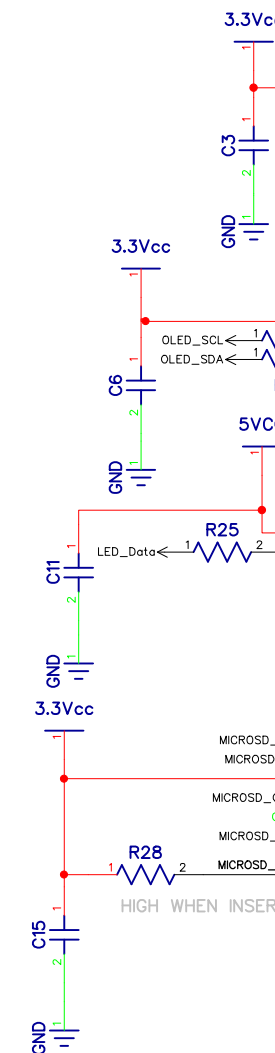 3.3Vcc
1
1
C3
2
1
GND
3.3Vcc
1
OLED_SCL
1
OLED_SDA
1
1
C6
2
1
GND
5VC
1
R25
LED_Data
1
2
1
C11
2
1
GND
3.3Vcc
1
MICROSD_
MICROSD
MICROSD_
MICROSD_
R28
1
2
MICROSD_
HIGH WHEN INSER
1
C15
2
1
GND